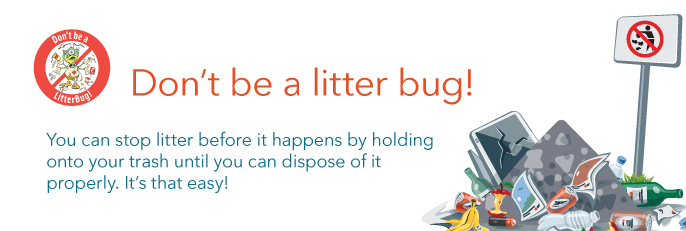 Don't be a
LitterBug!
Don't be a litter bug!
You can stop litter before it happens by holding
onto your trash until you can dispose of it
properly. It's that easy!